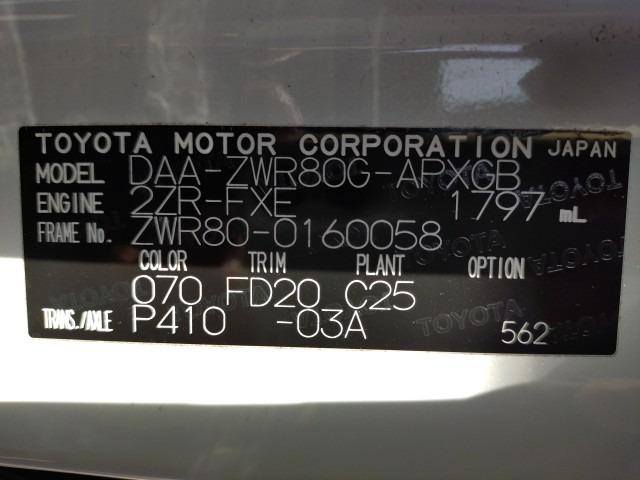 TOYOTA MOTOR CORPORATION JAPAN
MODEL DAA-ZWR80G-APXGB
ENGINE 2ZR-FXE 1797 mL
FRAME No. ZWR80-0160058
COLOR TRIM PLANT OPTION
070 FD20 C25
TRANS./AXLE P410 -03A 562